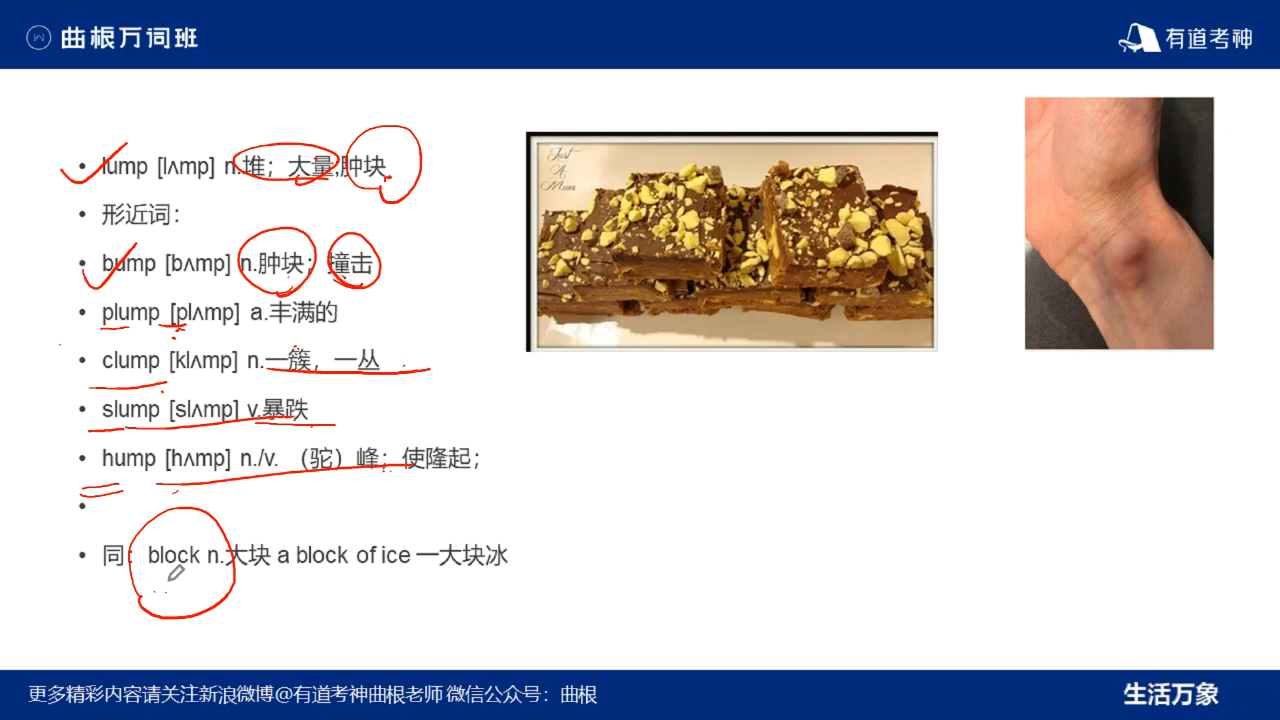 曲根万词班
有道考神
lump [lʌmp] n.堆；大量,肿块
形近词：
bump [bʌmp] n.肿块；撞击
plump [plʌmp] a.丰满的
clump [klʌmp] n.一簇，一丛
slump [slʌmp] v.暴跌
hump [hʌmp] n./v. （驼）峰；使隆起；
同：block n.大块 a block of ice 一大块冰
Just
A
Mum
更多精彩内容请关注新浪微博@有道考神曲根老师 微信公众号：曲根
生活万象